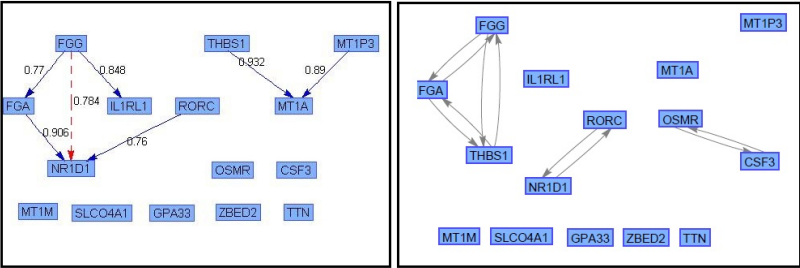 FGG THBS1 MT1P3
0.77 0.848 0.932 0.89
0.784
FGA IL1RL1 RORC MT1A
0.906 0.76
NR1D1 OSMR CSF3
MT1M SLCO4A1 GPA33 ZBED2 TTN
MT1P3
FGG
MT1A
IL1RL1
FGA
RORC OSMR
THBS1 CSF3
NR1D1
MT1M SLCO4A1 GPA33 ZBED2 TTN